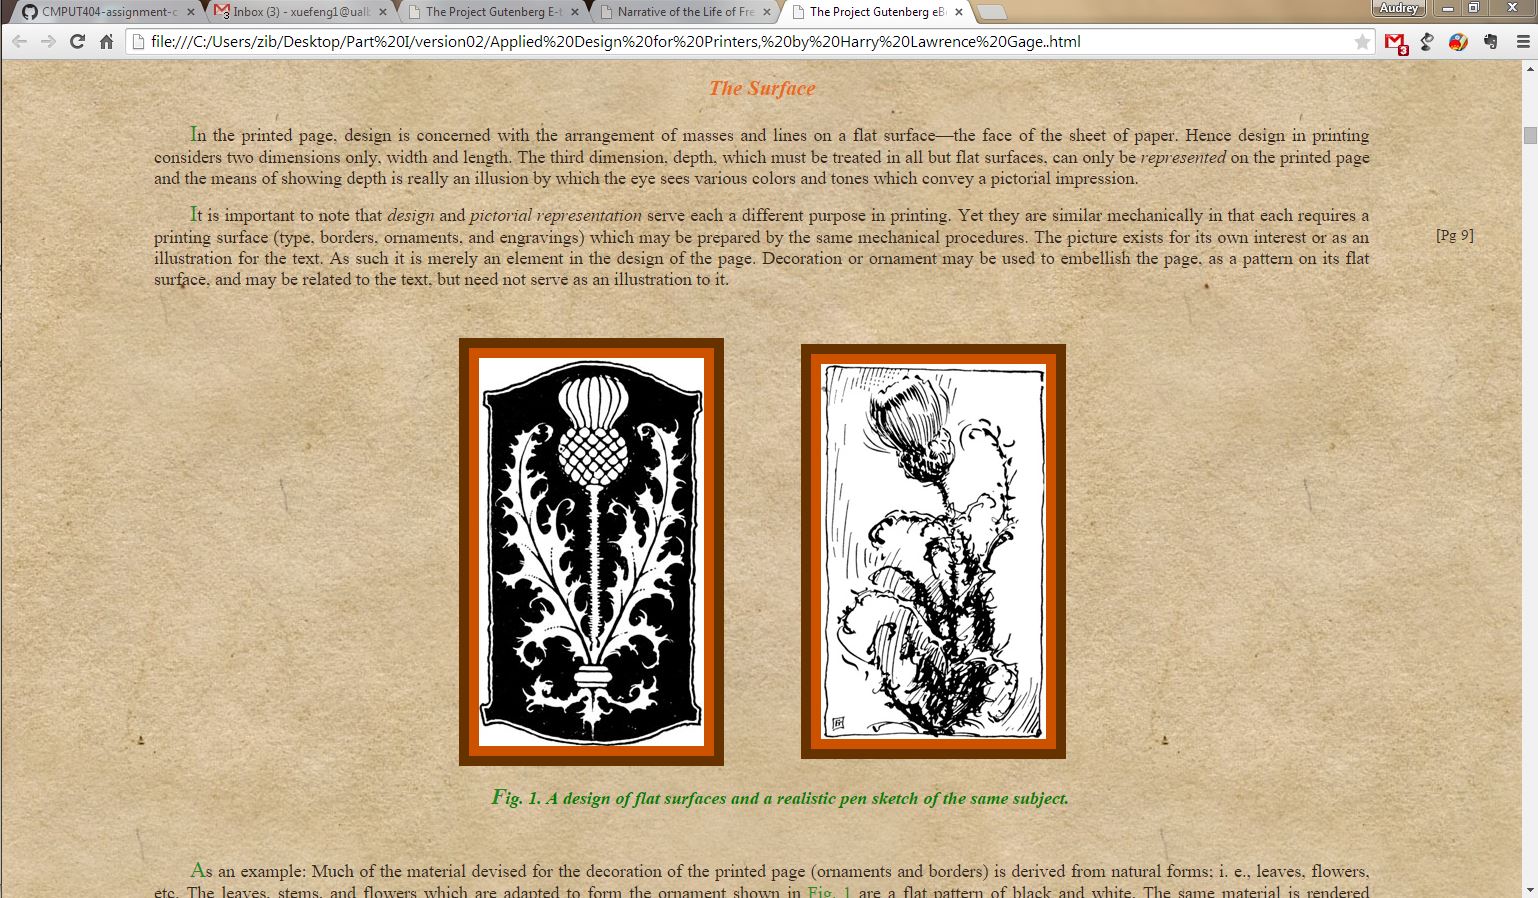 CMPUT404-assignment-c
Inbox (3) - xuefeng1@ualb
The Project Gutenberg E-t
Narrative of the Life of Fre
The Project Gutenberg eBo
Audrey
file:///C:/Users/zib/Desktop/Part%20I/version02/Applied%20Design%20for%20Printers,%20by%20Harry%20Lawrence%20Gage..html
The Surface
In the printed page, design is concerned with the arrangement of masses and lines on a flat surface—the face of the sheet of paper. Hence design in printing
considers two dimensions only, width and length. The third dimension, depth, which must be treated in all but flat surfaces, can only be represented on the printed page
and the means of showing depth is really an illusion by which the eye sees various colors and tones which convey a pictorial impression.
It is important to note that design and pictorial representation serve each a different purpose in printing. Yet they are similar mechanically in that each requires a
printing surface (type, borders, ornaments, and engravings) which may be prepared by the same mechanical procedures. The picture exists for its own interest or as an
[Pg 9]
illustration for the text. As such it is merely an element in the design of the page. Decoration or ornament may be used to embellish the page, as a pattern on its flat
surface, and may be related to the text, but need not serve as an illustration to it.
Fig. 1. A design of flat surfaces and a realistic pen sketch of the same subject.
As an example: Much of the material devised for the decoration of the printed page (ornaments and borders) is derived from natural forms; i. e., leaves, flowers,
etc. The leaves, stems, and flowers which are adapted to form the ornament shown in Fig. 1 are a flat pattern of black and white. The same material is rendered